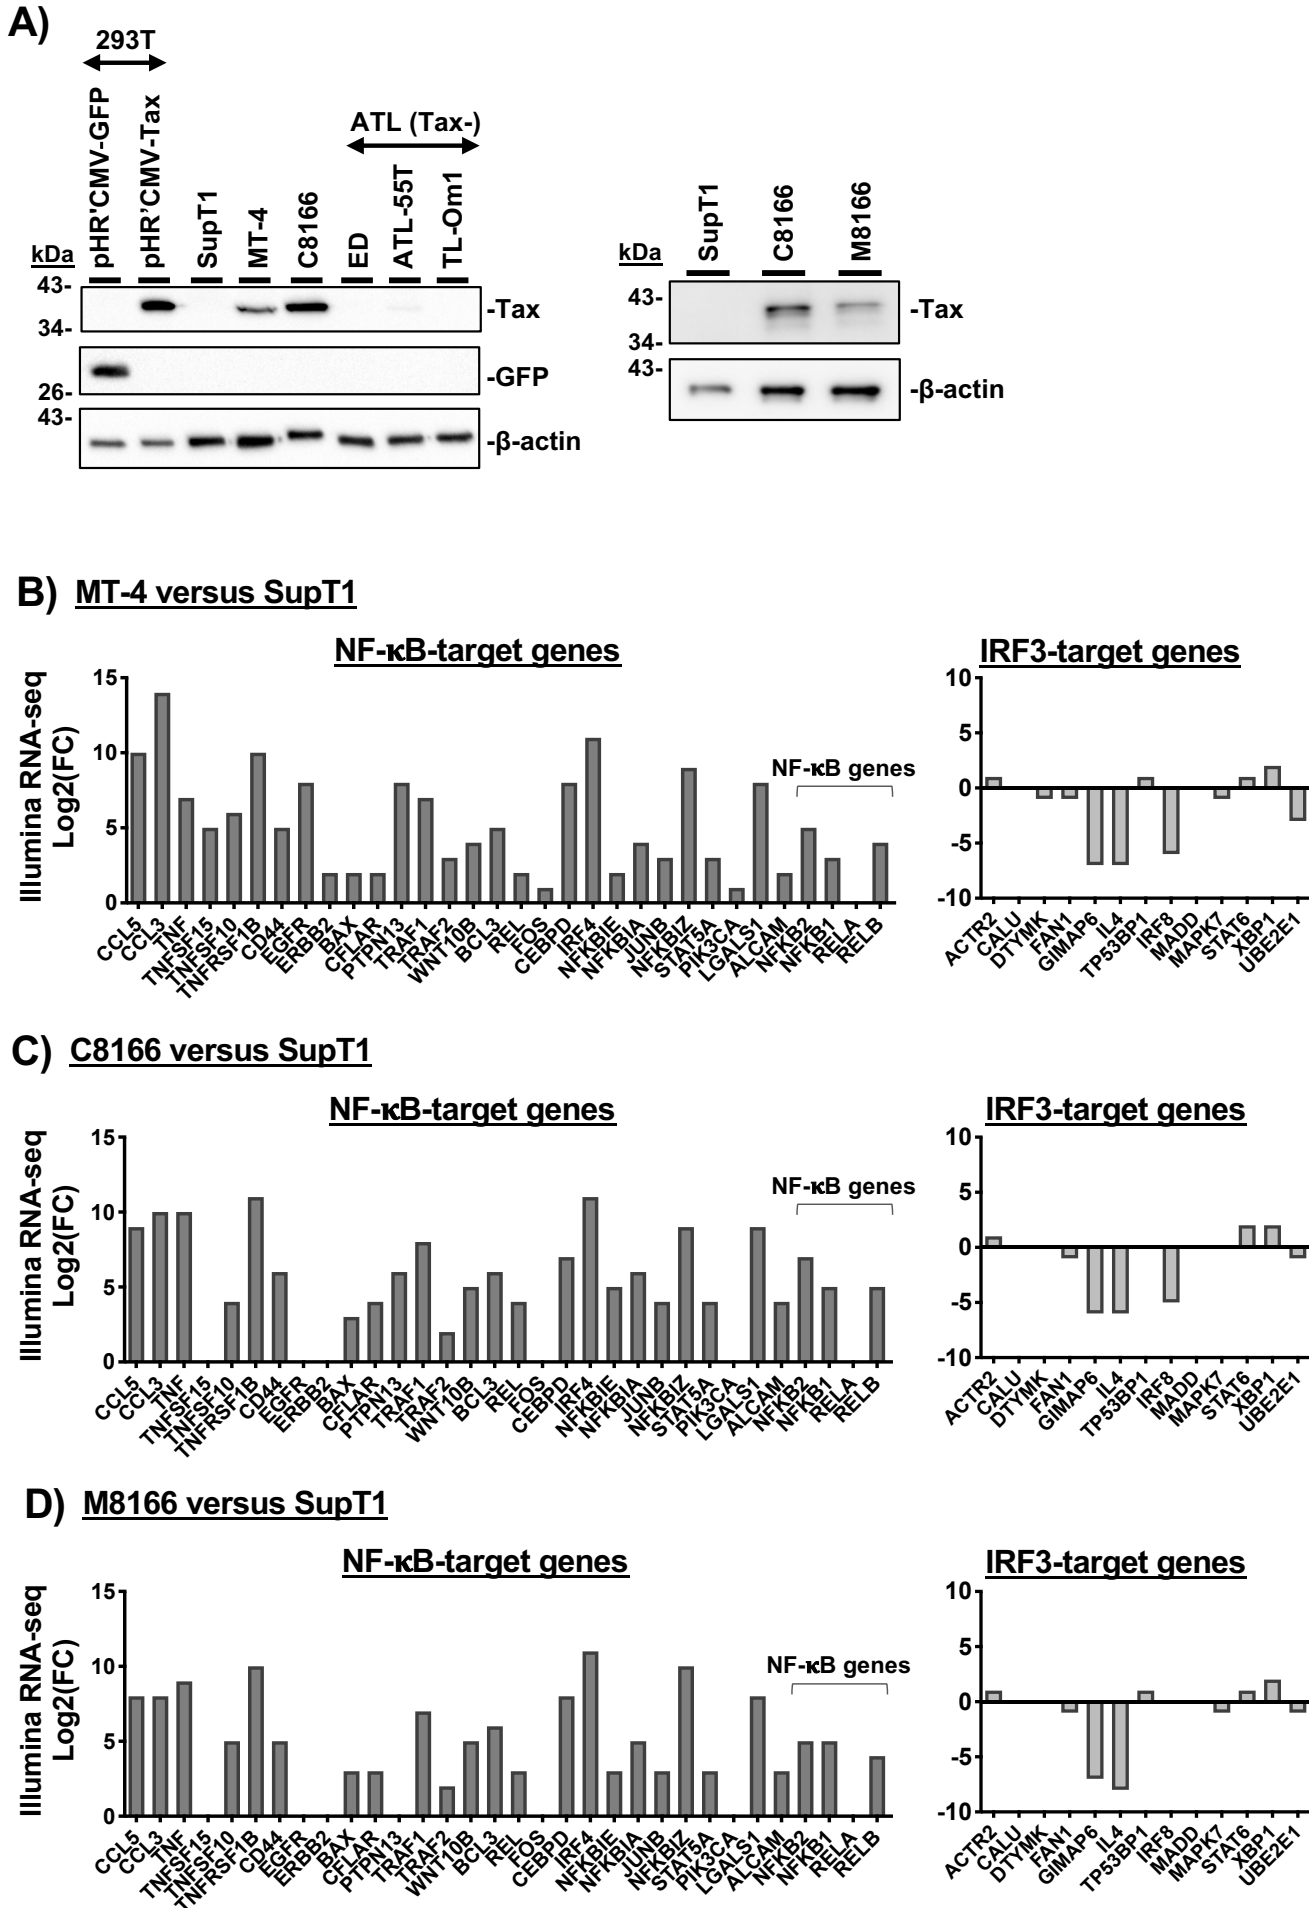 A)
293T
pHR'CMV-GFP
pHR'CMV-Tax
SupT1
MT-4
C8166
ATL (Tax-)
ED
ATL-55T
TL-Om1
kDa
43-
34-
-Tax
26-
-GFP
43-
-β-actin
SupT1
C8166
M8166
kDa
43-
34-
-Tax
43-
-β-actin
B) MT-4 versus SupT1
NF-κB-target genes
Illumina RNA-seq
Log2(FC)
15
10
5
0
NF-κB genes
CCL5
CCL3
TNF
TNFSF15
TNFSF10
TNFRSF1B
CD44
EGFR
ERBB2
BAX
CFLAR
PTPN13
TRAF1
TRAF2
WNT10B
BCL3
REL
FOS
CEBPD
IRF4
NFKBIE
NFKBIA
JUNB
NFKBIZ
STAT5A
PIK3CA
LGALS1
ALCAM
NFKB2
NFKB1
RELA
RELB
IRF3-target genes
10
5
0
-5
-10
ACTR2
CALU
DTYMK
FAN1
GIMAP6
IL4
TP53BP1
IRF8
MADD
MAPK7
STAT6
XBP1
UBE2E1
C) C8166 versus SupT1
NF-κB-target genes
Illumina RNA-seq
Log2(FC)
15
10
5
0
NF-κB genes
CCL5
CCL3
TNF
TNFSF15
TNFSF10
TNFRSF1B
CD44
EGFR
ERBB2
BAX
CFLAR
PTPN13
TRAF1
TRAF2
WNT10B
BCL3
REL
FOS
CEBPD
IRF4
NFKBIE
NFKBIA
JUNB
NFKBIZ
STAT5A
PIK3CA
LGALS1
ALCAM
NFKB2
NFKB1
RELA
RELB
IRF3-target genes
10
5
0
-5
-10
ACTR2
CALU
DTYMK
FAN1
GIMAP6
IL4
TP53BP1
IRF8
MADD
MAPK7
STAT6
XBP1
UBE2E1
D) M8166 versus SupT1
NF-κB-target genes
Illumina RNA-seq
Log2(FC)
15
10
5
0
NF-κB genes
CCL5
CCL3
TNF
TNFSF15
TNFSF10
TNFRSF1B
CD44
EGFR
ERBB2
BAX
CFLAR
PTPN13
TRAF1
TRAF2
WNT10B
BCL3
REL
FOS
CEBPD
IRF4
NFKBIE
NFKBIA
JUNB
NFKBIZ
STAT5A
PIK3CA
LGALS1
ALCAM
NFKB2
NFKB1
RELA
RELB
IRF3-target genes
10
5
0
-5
-10
ACTR2
CALU
DTYMK
FAN1
GIMAP6
IL4
TP53BP1
IRF8
MADD
MAPK7
STAT6
XBP1
UBE2E1